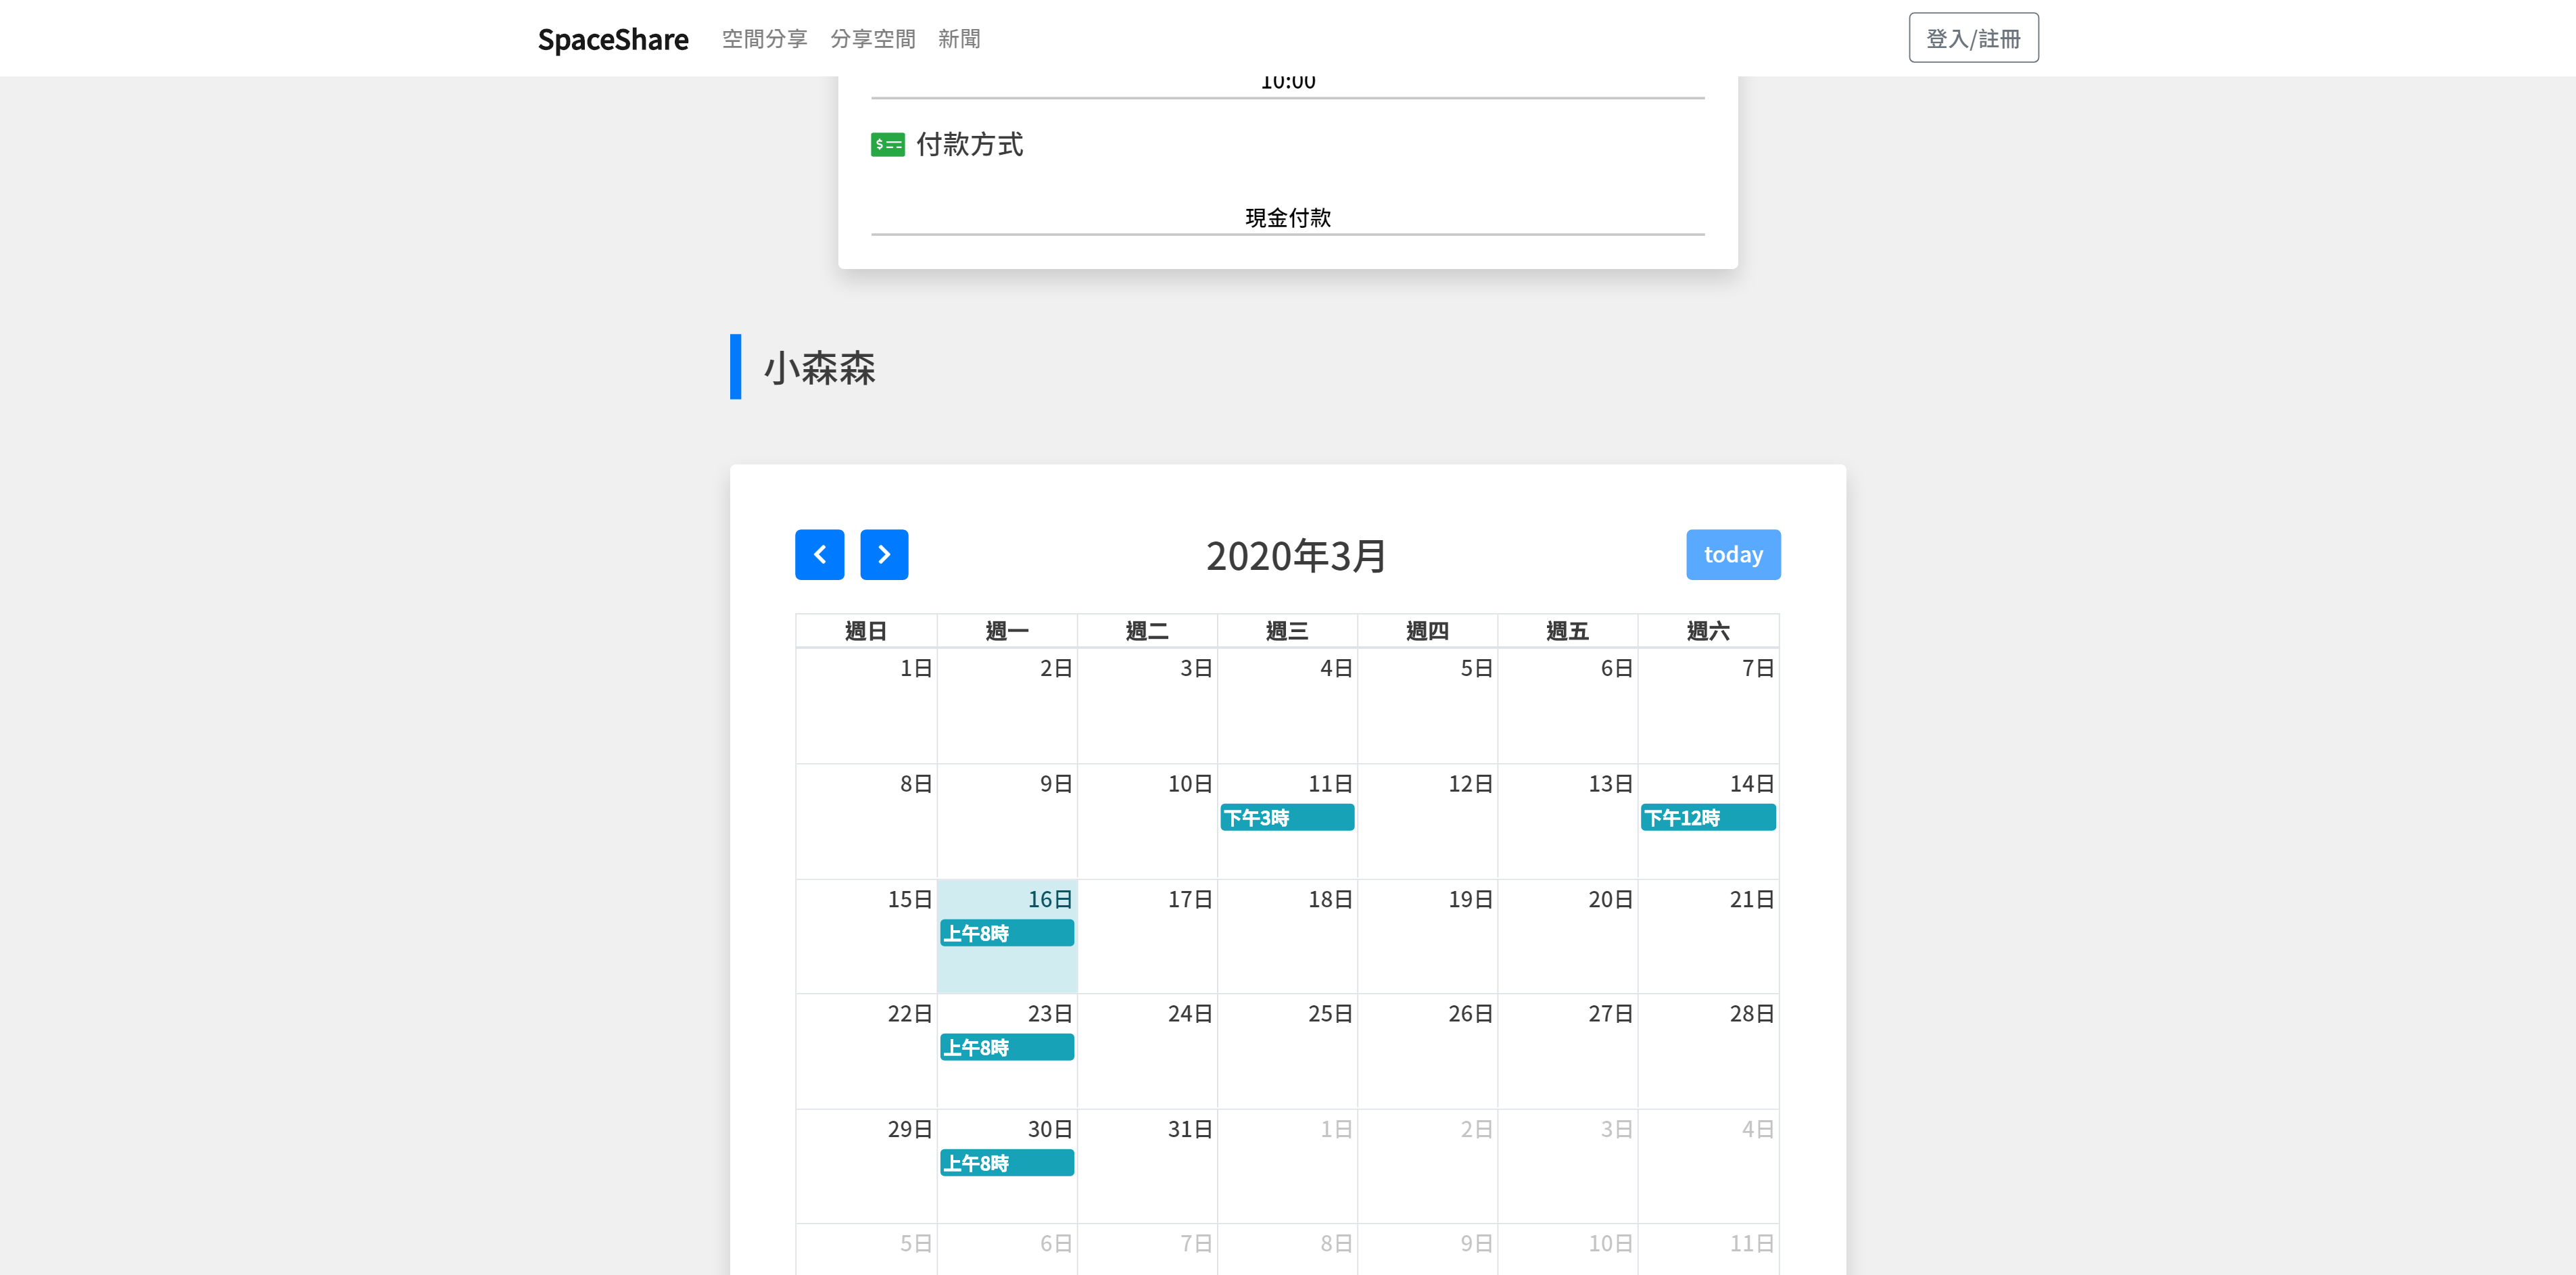 SpaceShare 空間分享 分享空間 新聞 登入/註冊
10:00
付款方式
現金付款
小森森
2020年3月 today
週日 週一 週二 週三 週四 週五 週六
1日 2日 3日 4日 5日 6日 7日
8日 9日 10日 11日 12日 13日 14日
下午3時 下午12時
15日 16日 17日 18日 19日 20日 21日
上午8時
22日 23日 24日 25日 26日 27日 28日
上午8時
29日 30日 31日 1日 2日 3日 4日
上午8時
5日 6日 7日 8日 9日 10日 11日